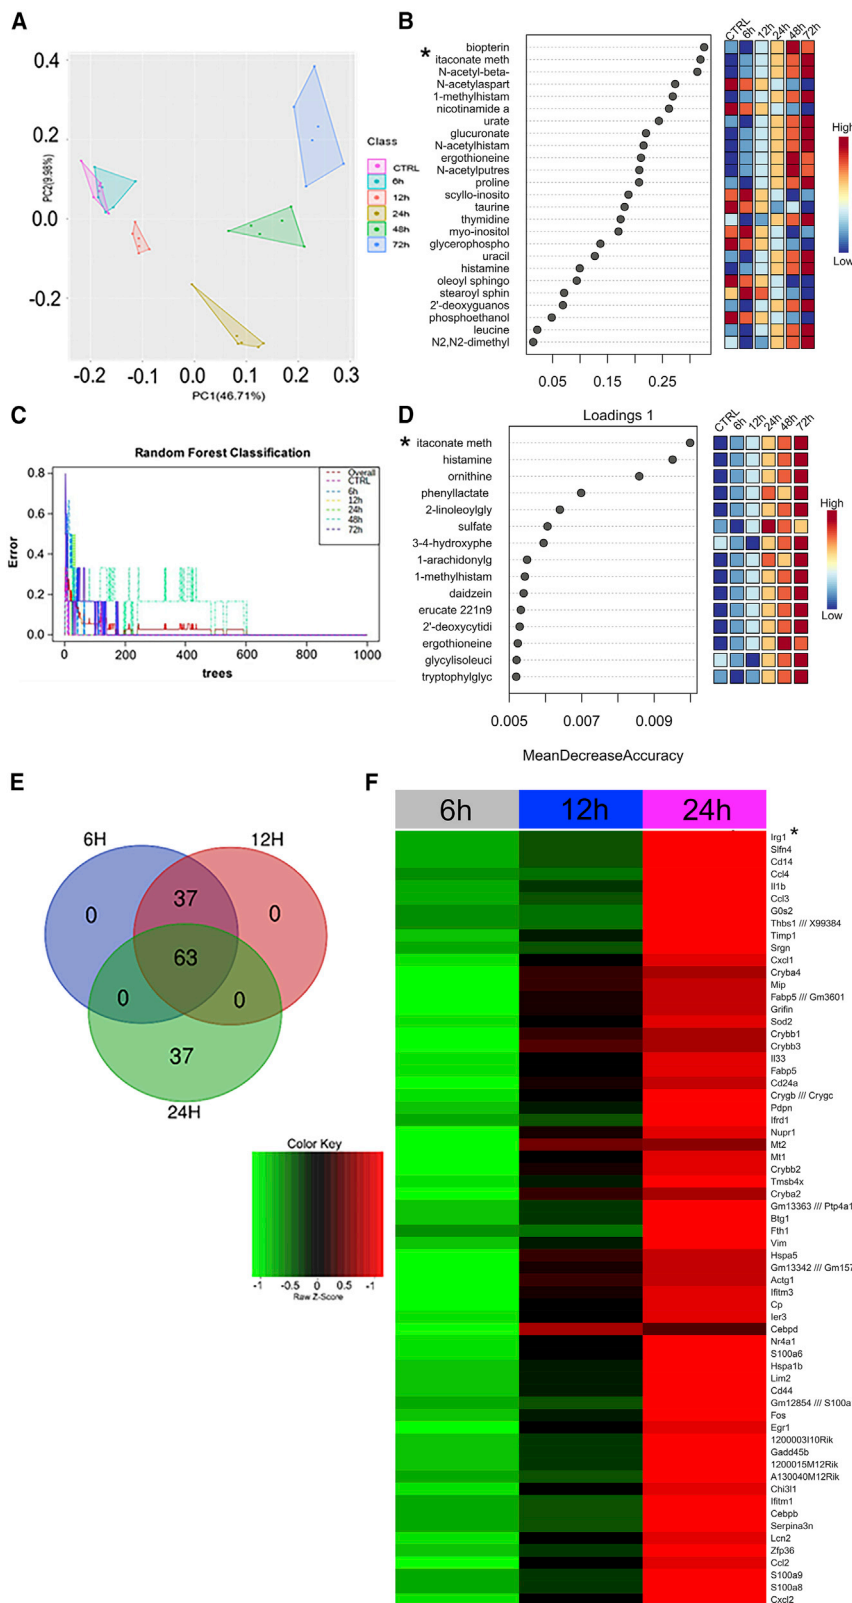 A
0.4
0.2
0.0
-0.2
PC2(9.98%)
-0.2
-0.1
0.0
0.1
0.2
0.3
PC1(46.71%)
Class
CTRL
6h
12h
24h
48h
72h
B
*
biopterin
itaconate meth
N-acetyl-beta-
N-acetylaspart
1-methylhistam
nicotinamide a
urate
glucuronate
N-acetylhistam
ergothioneine
N-acetylputres
proline
scyllo-inosito
taurine
thymidine
myo-inositol
glycerophospho
uracil
histamine
oleoyl sphingo
stearoyl sphin
2'-deoxyguanos
phosphoethanol
leucine
N2,N2-dimethyl
0.05
0.15
0.25
CTRL
6h
12h
24h
48h
72h
High
Low
C
Random Forest Classification
Error
0.8
0.6
0.4
0.2
0.0
0
200
400
600
800
1000
trees
Overall
CTRL
6h
12h
24h
48h
72h
D
Loadings 1
* itaconate meth
histamine
ornithine
phenyllactate
2-linoleoylgly
sulfate
3-4-hydroxyphe
1-arachidonylg
1-methylhistam
daidzein
erucate 221n9
2'-deoxycytidi
ergothioneine
glycylisoleuci
tryptophylglyc
0.005
0.007
0.009
MeanDecreaseAccuracy
CTRL
6h
12h
24h
48h
72h
High
Low
E
6H
12H
37
0
0
63
0
0
37
24H
Color Key
-1
-0.5
0
0.5
-1
Raw Z-Score
F
6h
12h
24h
Irg1 *
Slfn4
Cd14
Ccl4
Il1b
Ccl3
G0s2
Thbs1 /// X99384
Timp1
Srgn
Cxcl1
Cryba4
Mip
Fabp5 /// Gm3601
Grifin
Sod2
Crybb1
Crybb3
Il33
Fabp5
Cd24a
Crygb /// Crygc
Pdpn
Ifrd1
Nupr1
Mt2
Mt1
Crybb2
Tmsb4x
Cryba2
Gm13363 /// Ptp4a1
Btg1
Fth1
Vim
Hspa5
Gm13342 /// Gm157
Actg1
Ifitm3
Cp
Ier3
Cebpd
Nr4a1
S100a6
Hspa1b
Lim2
Cd44
Gm12854 /// S100a
Fos
Egr1
1200003I10Rik
Gadd45b
1200015M12Rik
A130040M12Rik
Chi3l1
Ifitm1
Cebpb
Serpina3n
Lcn2
Zfp36
Ccl2
S100a9
S100a8
Cxcl2